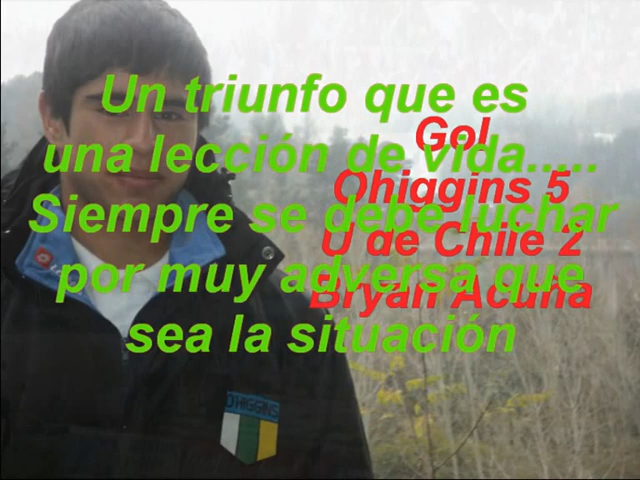 Un triunfo que es
una lección de vida.....
Siempre se debe luchar
por muy adversa que
sea la situación
Gol
Ohiggins 5
U de Chile 2
Bryan Acuña
O'HIGGINS